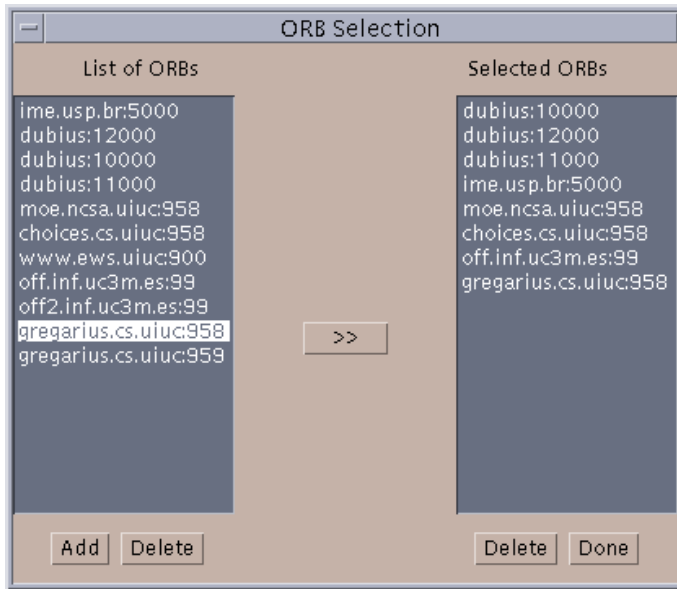 ORB Selection
List of ORBs
ime.usp.br:5000
dubius:12000
dubius:10000
dubius:11000
moe.ncsa.uiuc:958
choices.cs.uiuc:958
www.ews.uiuc:900
off.inf.uc3m.es:99
off2.inf.uc3m.es:99
gregarius.cs.uiuc:958
gregarius.cs.uiuc:959
Add Delete
>>
Selected ORBs
dubius:10000
dubius:12000
dubius:11000
ime.usp.br:5000
moe.ncsa.uiuc:958
choices.cs.uiuc:958
off.inf.uc3m.es:99
gregarius.cs.uiuc:958
Delete Done